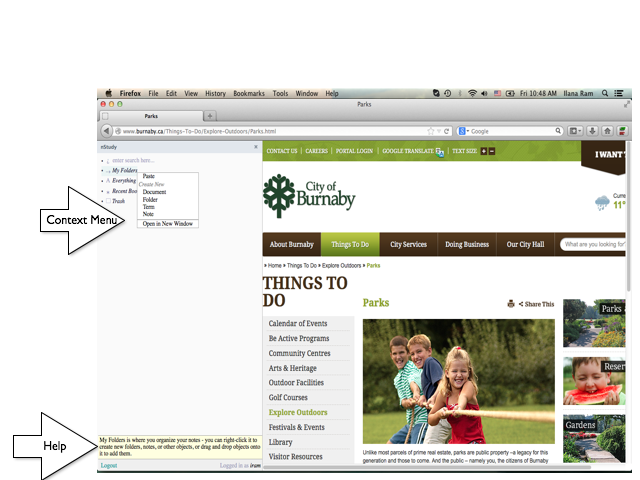 Firefox File Edit View History Bookmarks Tools Window Help
Fri 10:48 AM Ilana Ram
Parks
Parks
www.burnaby.ca/Things-To-Do/Explore-Outdoors/Parks.html
Google
nStudy
enter search here...
My Folders
Everything
Recent Boo
Trash
Paste
Create New
Document
Folder
Term
Note
Open in New Window
Context Menu
Help
My Folders is where you organize your notes - you can right-click it to
create new folders, notes, or other objects, or drag and drop objects onto
it to add them.
Logout
Logged in as iram
CONTACT US | CAREERS | PORTAL LOGIN | GOOGLE TRANSLATE | TEXT SIZE
I WANT
City of
Burnaby
Curre
11°
About Burnaby Things To Do City Services Doing Business Our City Hall
What are you looking for?
» Home » Things To Do » Explore Outdoors » Parks
THINGS TO
DO
Calendar of Events
Be Active Programs
Community Centres
Arts & Heritage
Outdoor Facilities
Golf Courses
Explore Outdoors
Festivals & Events
Library
Visitor Resources
Parks
Share This
Unlike most parcels of prime real estate, parks are public property –a legacy for this
generation and those to come. And the public – namely you, the citizens of Burnaby
Parks
Reser
Gardens